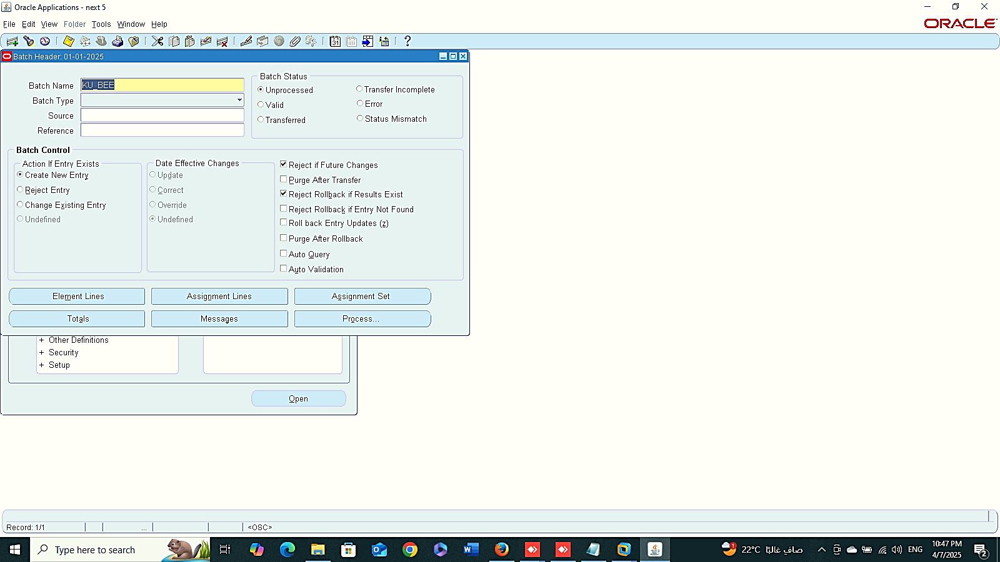 Oracle Applications - next 5
File Edit View Folder Tools Window Help
ORACLE
31
?
Batch Header: 01-01-2025
Batch Name KU_BEE
Batch Type
Source
Reference
Batch Status
Unprocessed
Transfer Incomplete
Valid
Error
Transferred
Status Mismatch
Batch Control
Action If Entry Exists
Create New Entry
Reject Entry
Change Existing Entry
Undefined
Date Effective Changes
Update
Correct
Override
Undefined
Reject if Future Changes
Purge After Transfer
Reject Rollback if Results Exist
Reject Rollback if Entry Not Found
Roll back Entry Updates (z)
Purge After Rollback
Auto Query
Auto Validation
Element Lines
Assignment Lines
Assignment Set
Totals
Messages
Process...
+ Other Definitions
+ Security
+ Setup
Open
Record: 1/1
...
<OSC>
Type here to search
1
22°C
صافٍ غالبًا
ENG
10:47 PM
4/7/2025
2